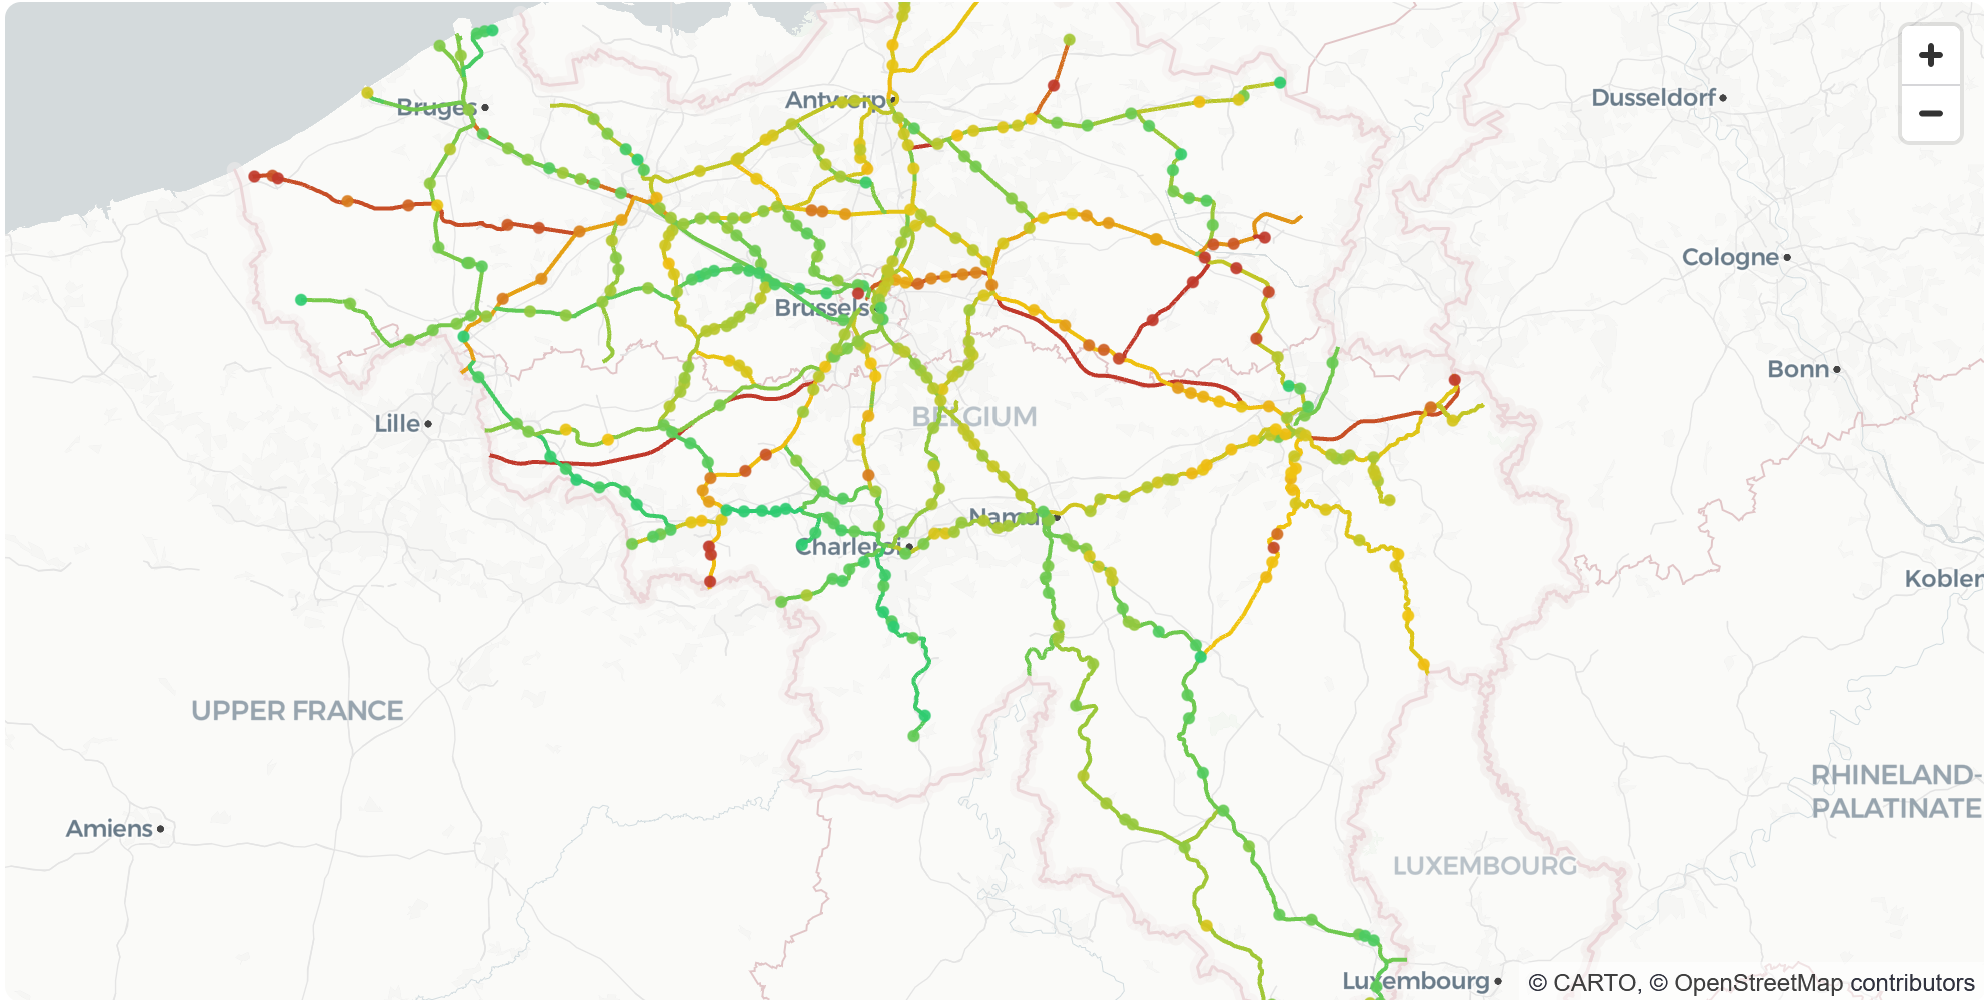 +
−
Antwerp
Bruges
Dusseldorf
Cologne
Brussels
Bonn
Lille
BELGIUM
Namur
Charleroi
Koblen
UPPER FRANCE
RHINELAND-
PALATINATE
Amiens
LUXEMBOURG
Luxembourg
© CARTO, © OpenStreetMap contributors